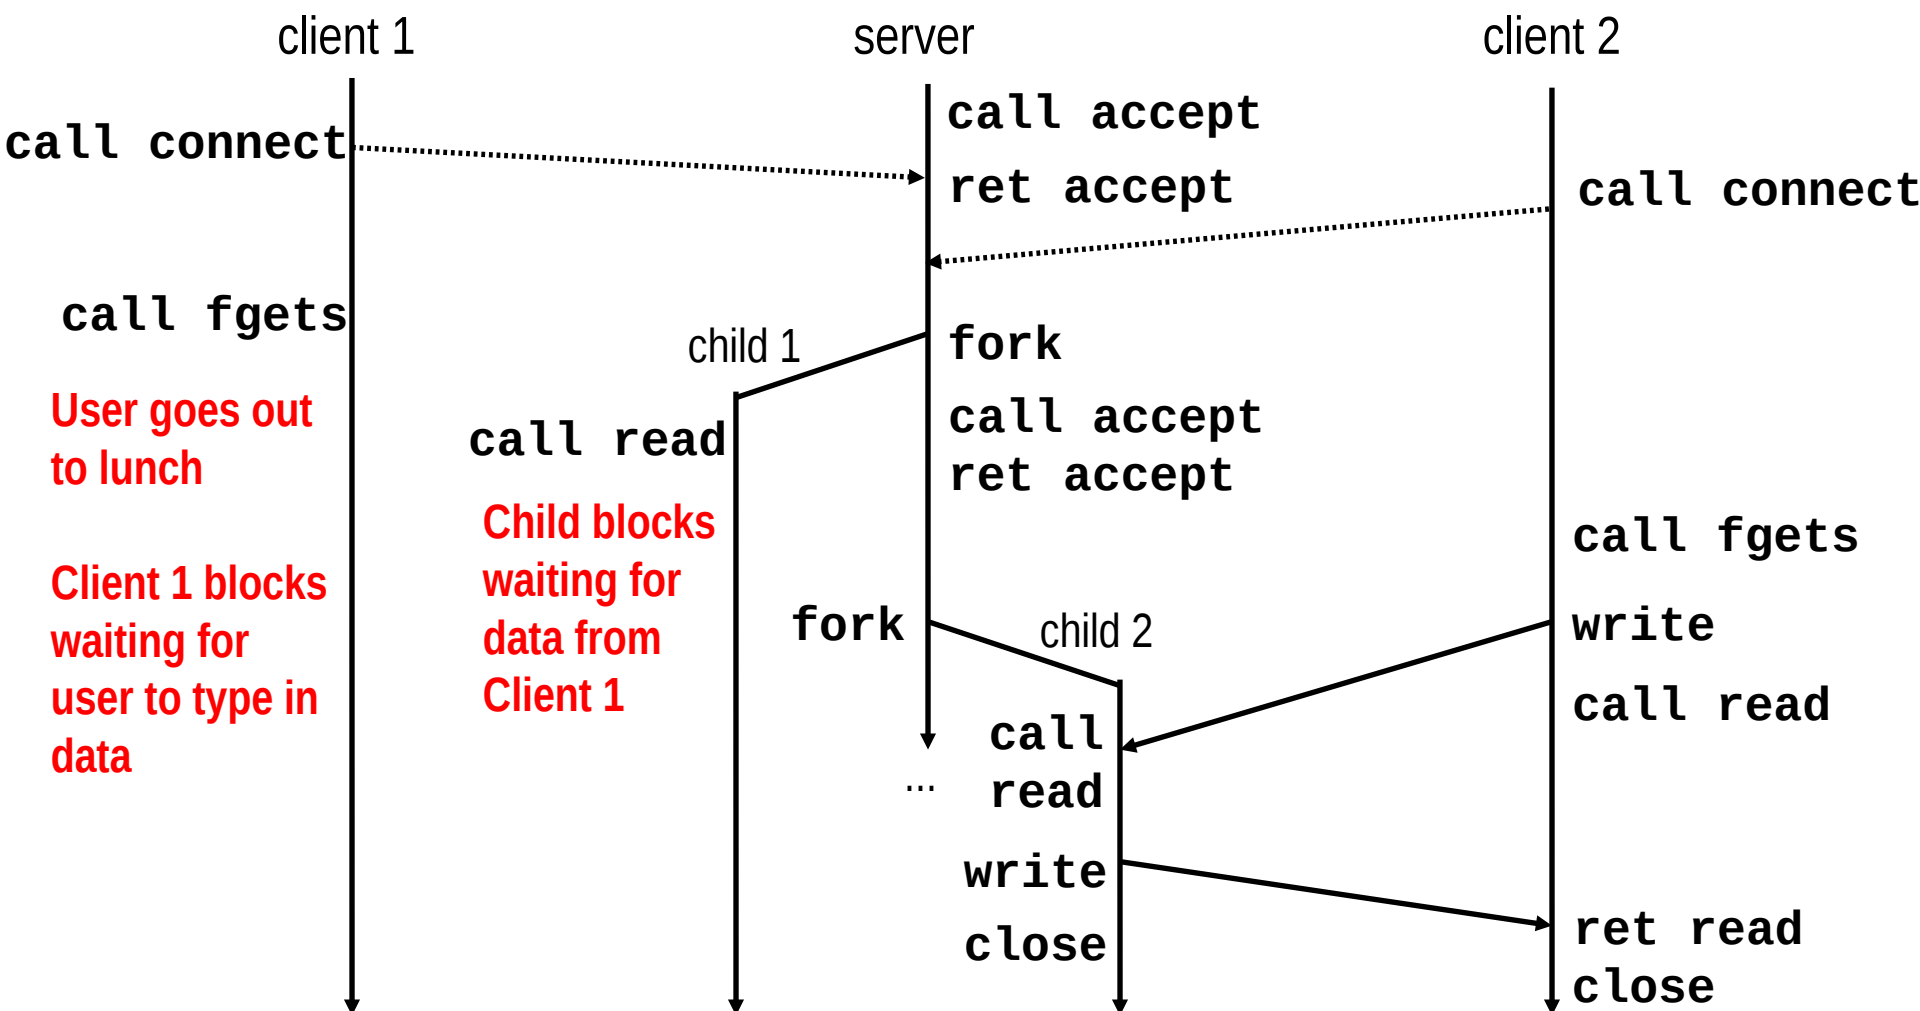 client 1
server
client 2
call connect
call accept
ret accept
call connect
call fgets
child 1
fork
User goes out
to lunch
call read
call accept
ret accept
Child blocks
waiting for
data from
Client 1
call fgets
Client 1 blocks
waiting for
user to type in
data
fork
child 2
write
call read
call
read
...
write
close
ret read
close